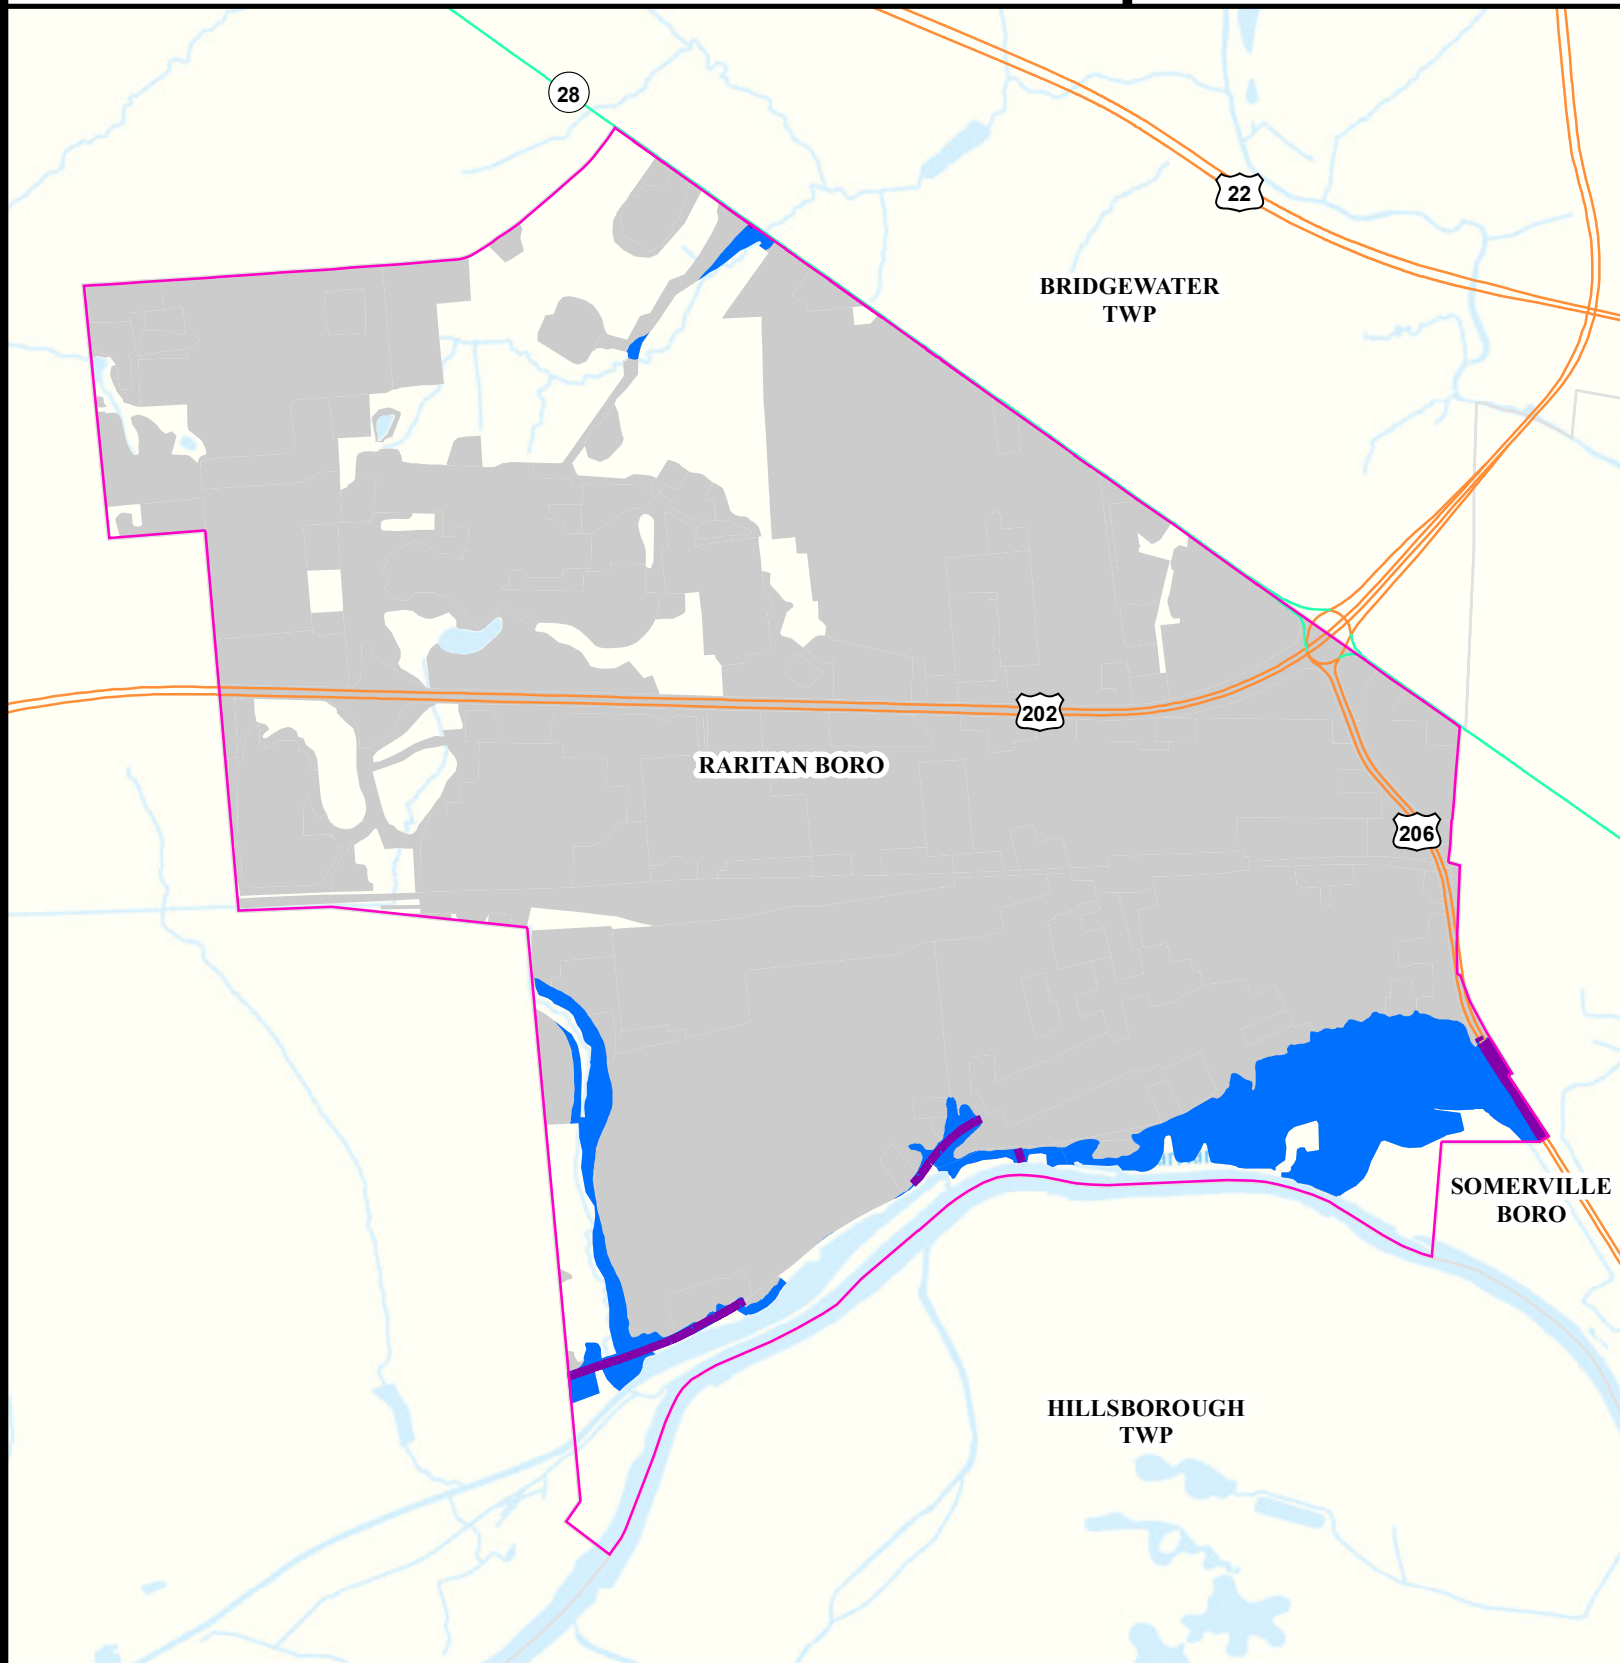 28
22
BRIDGEWATER
TWP
202
RARITAN BORO
206
SOMERVILLE
BORO
HILLSBOROUGH
TWP